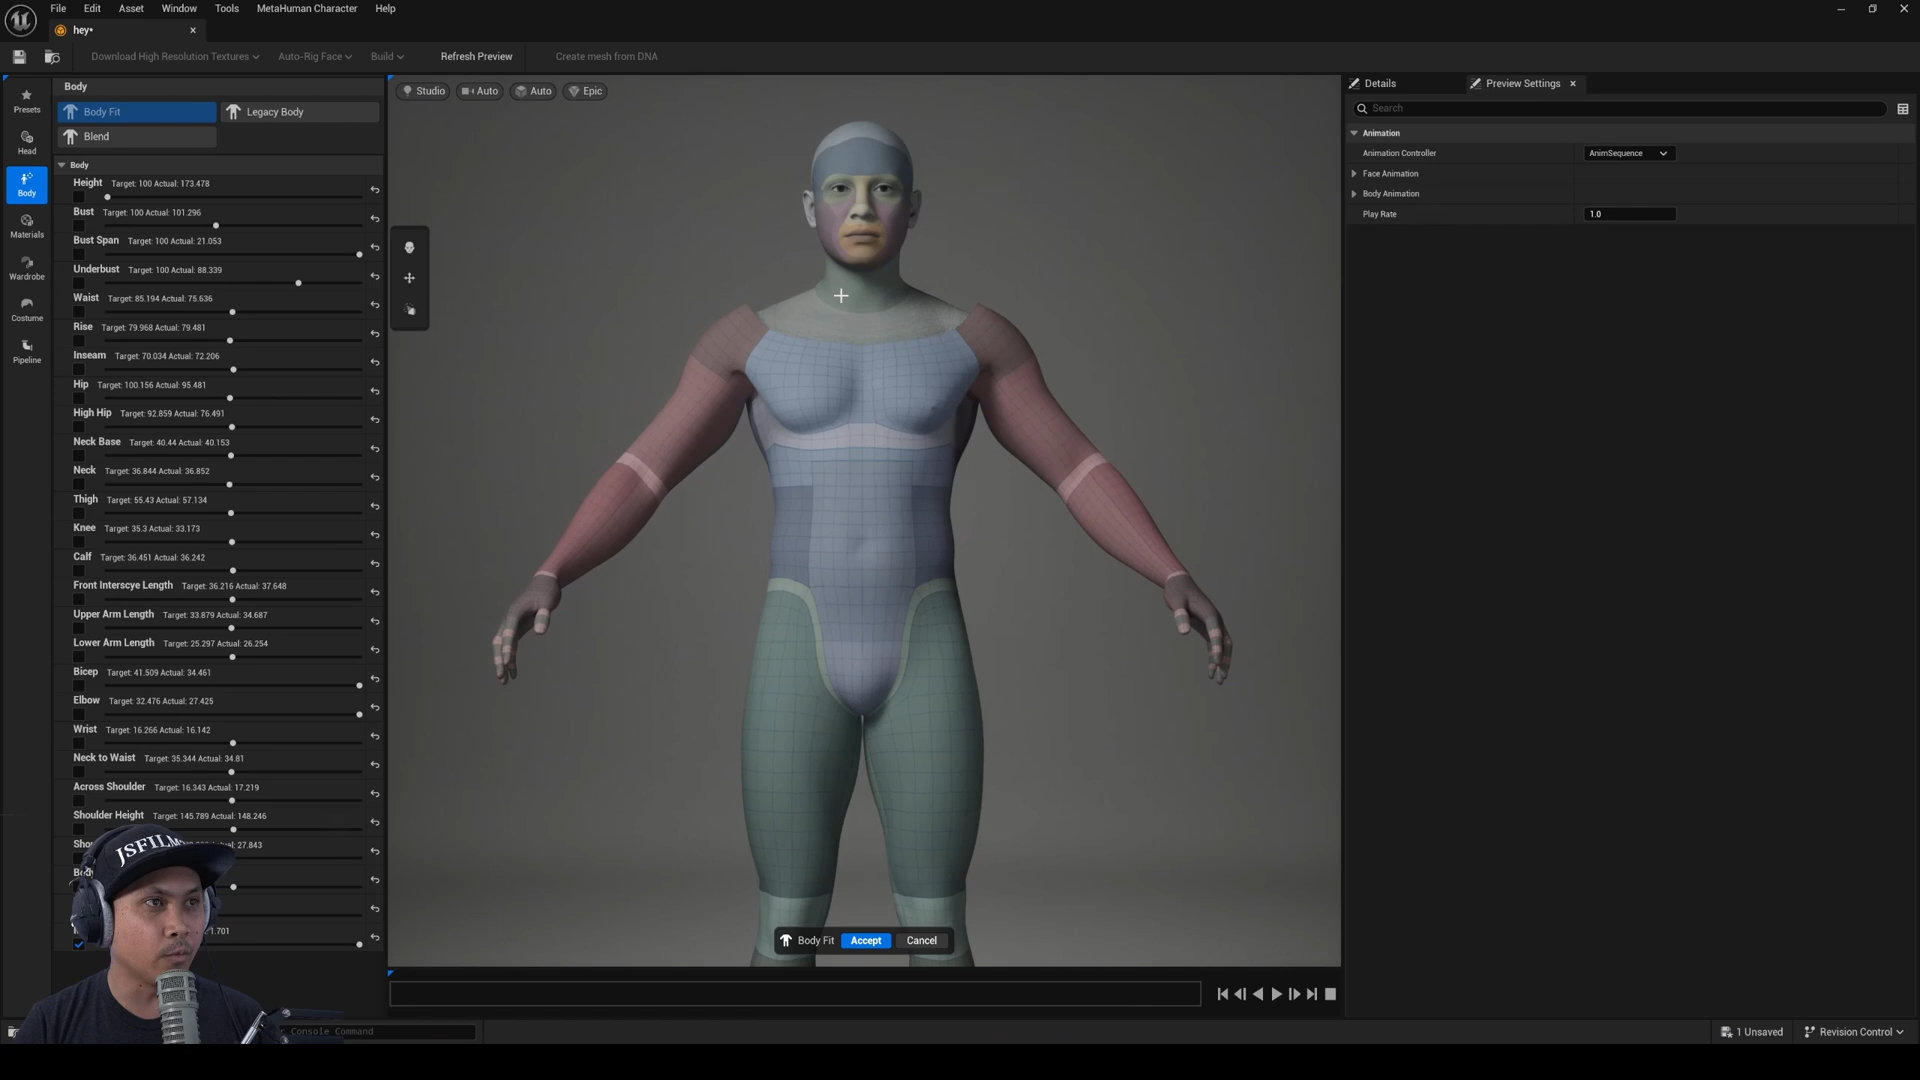 File Edit Asset Window Tools MetaHuman Character Help
hey•
Download High Resolution Textures Auto-Rig Face Build Refresh Preview Create mesh from DNA
Presets
Head
Body
Materials
Wardrobe
Costume
Pipeline
Body
Body Fit Legacy Body
Blend
Body
Height Target: 100 Actual: 173.478
Bust Target: 100 Actual: 101.296
Bust Span Target: 100 Actual: 21.053
Underbust Target: 100 Actual: 88.339
Waist Target: 85.194 Actual: 75.636
Rise Target: 79.968 Actual: 79.481
Inseam Target: 70.034 Actual: 72.206
Hip Target: 100.156 Actual: 95.481
High Hip Target: 92.859 Actual: 76.491
Neck Base Target: 40.44 Actual: 40.153
Neck Target: 36.844 Actual: 36.852
Thigh Target: 55.43 Actual: 57.134
Knee Target: 35.3 Actual: 33.173
Calf Target: 36.451 Actual: 36.242
Front Interscye Length Target: 36.216 Actual: 37.648
Upper Arm Length Target: 33.879 Actual: 34.687
Lower Arm Length Target: 25.297 Actual: 26.254
Bicep Target: 41.509 Actual: 34.461
Elbow Target: 32.476 Actual: 27.425
Wrist Target: 16.266 Actual: 16.142
Neck to Waist Target: 35.344 Actual: 34.81
Across Shoulder Target: 16.343 Actual: 17.219
Shoulder Height Target: 145.789 Actual: 148.246
27.843
1.701
JSFILM
Console Command
Studio Auto Auto Epic
Body Fit Accept Cancel
Details Preview Settings
Search
Animation
Animation Controller AnimSequence
Face Animation
Body Animation
Play Rate 1.0
1 Unsaved Revision Control